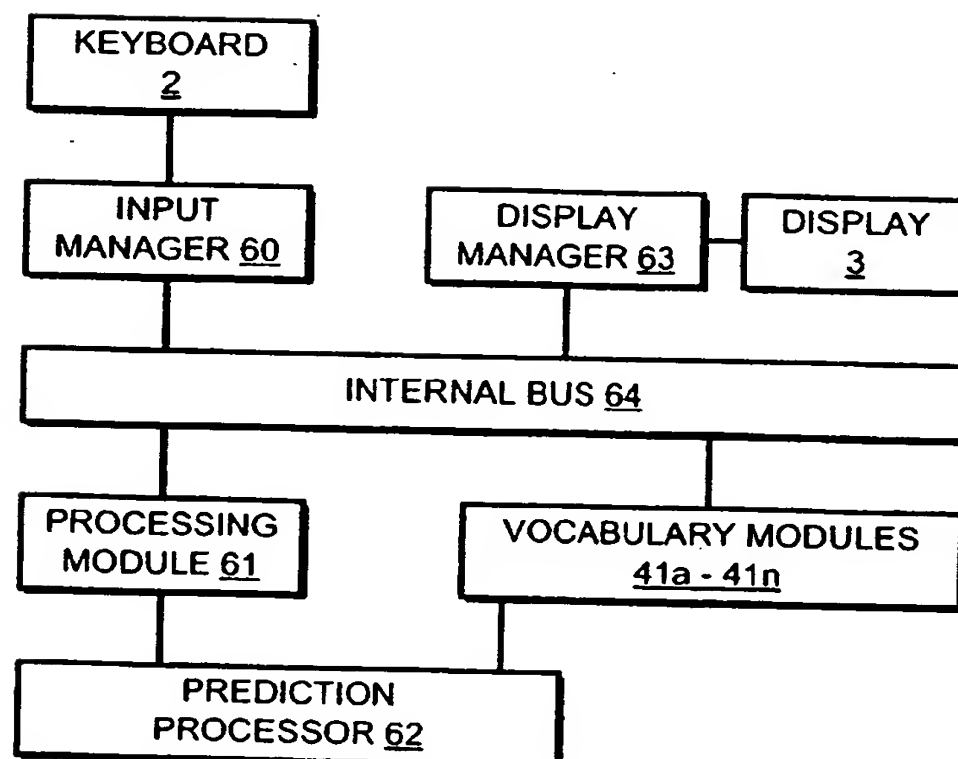 KEYBOARD
2
INPUT
MANAGER 60
DISPLAY
MANAGER 63
DISPLAY
3
INTERNAL BUS 64
PROCESSING
MODULE 61
VOCABULARY MODULES
41a - 41n
PREDICTION
PROCESSOR 62